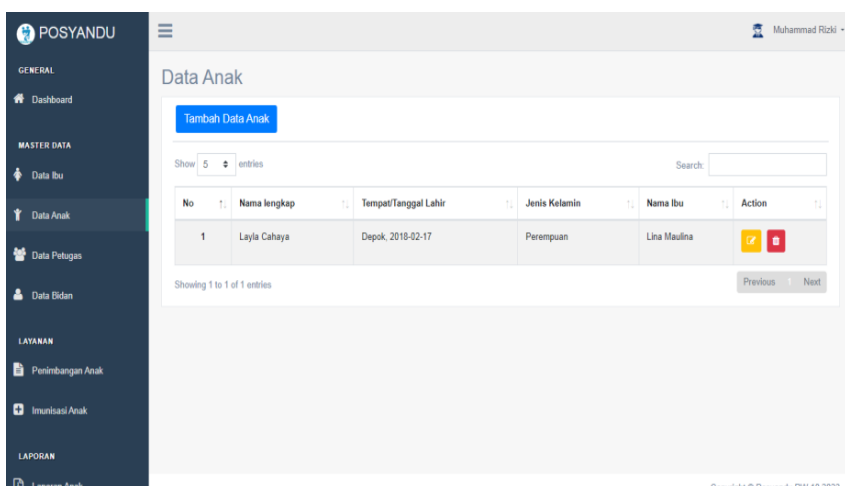 POSYANDU
Muhammad Rizki
GENERAL
Dashboard
MASTER DATA
Data Ibu
Data Anak
Data Petugas
Data Bidan
LAYANAN
Penimbangan Anak
Imunisasi Anak
LAPORAN
Laporan Anak
Data Anak
Tambah Data Anak
Show 5 entries
Search:
No Nama lengkap Tempat/Tanggal Lahir Jenis Kelamin Nama Ibu Action
1 Layla Cahaya Depok, 2018-02-17 Perempuan Lina Maulina
Showing 1 to 1 of 1 entries
Previous 1 Next